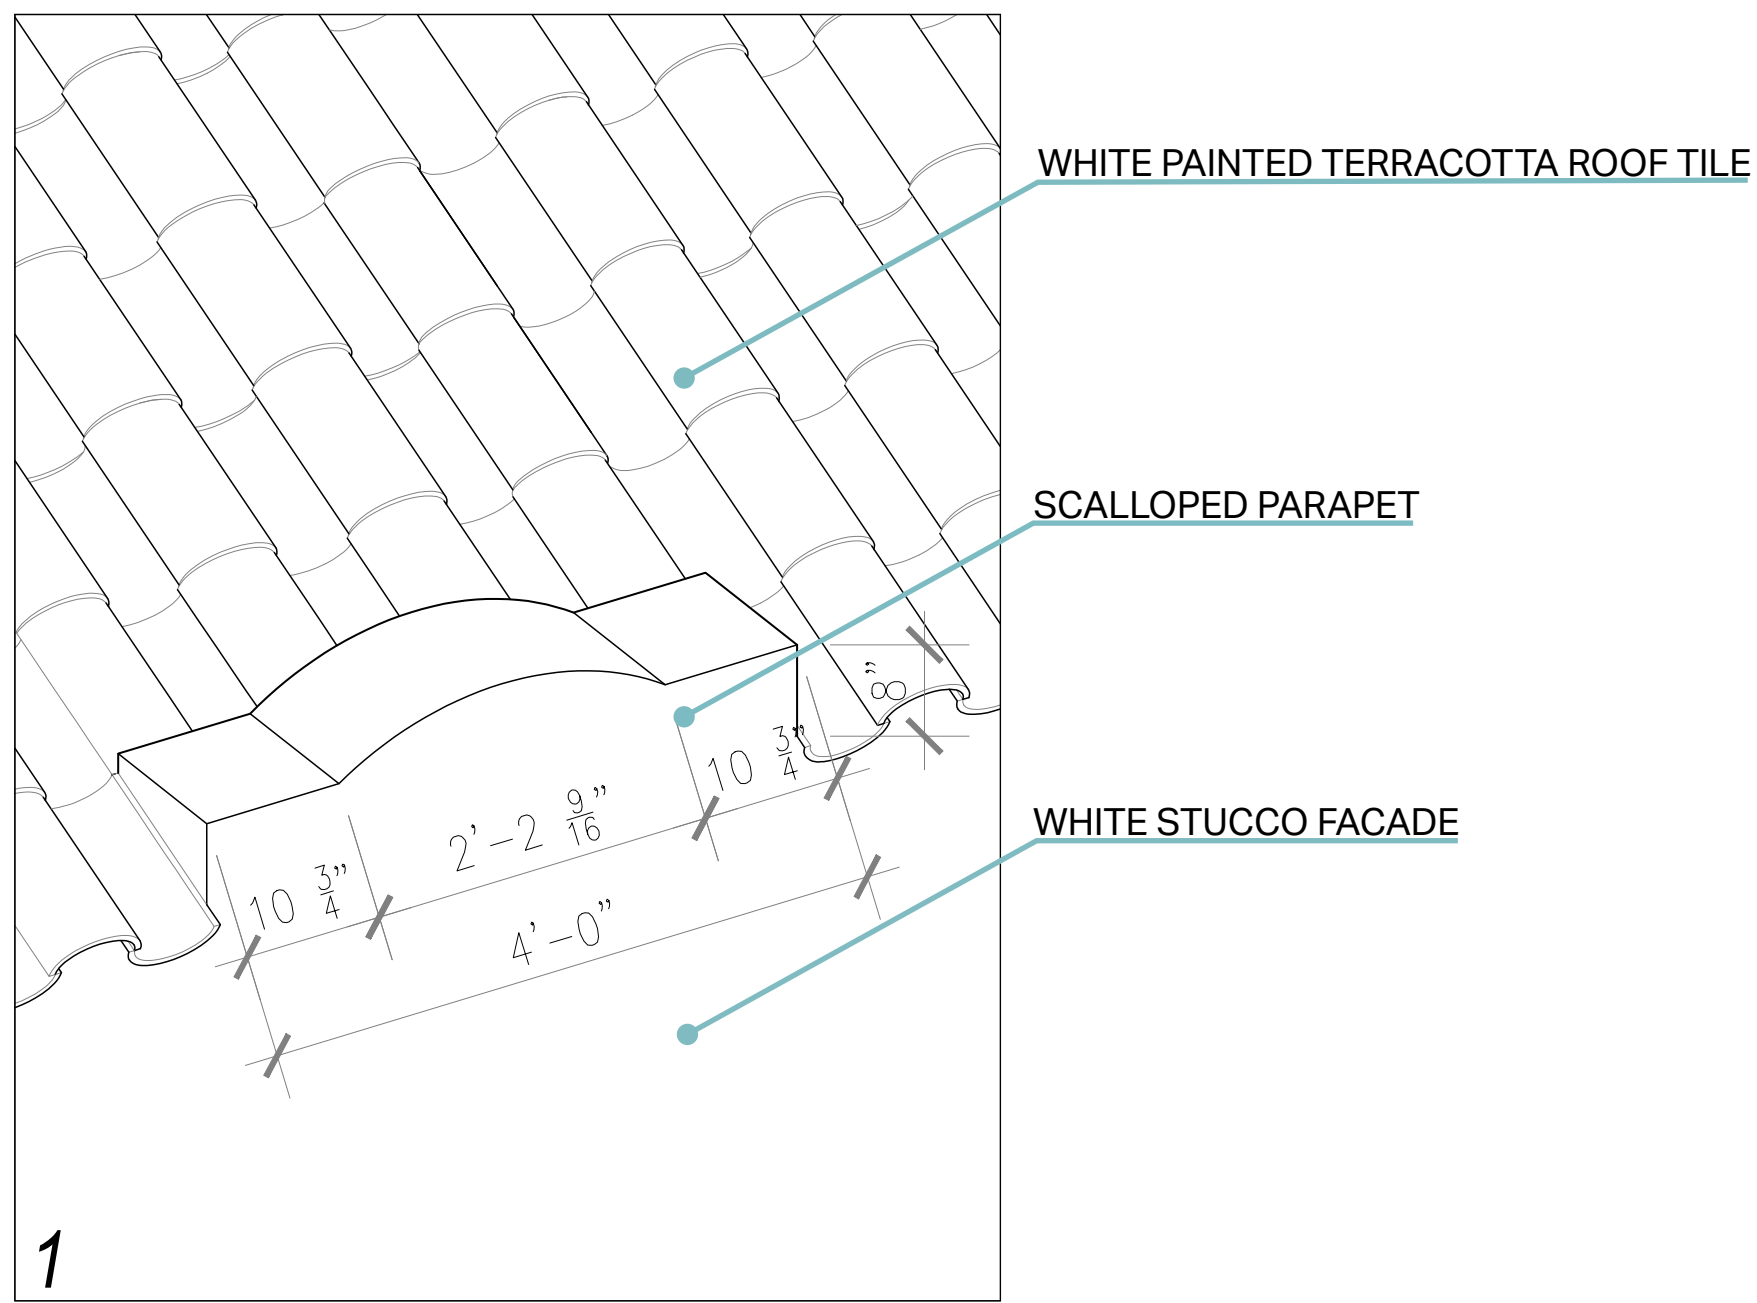 WHITE PAINTED TERRACOTTA ROOF TILE
SCALLOPED PARAPET
8”
10 3/4”
2’–2 9/16”
10 3/4”
4’–0”
WHITE STUCCO FACADE
1